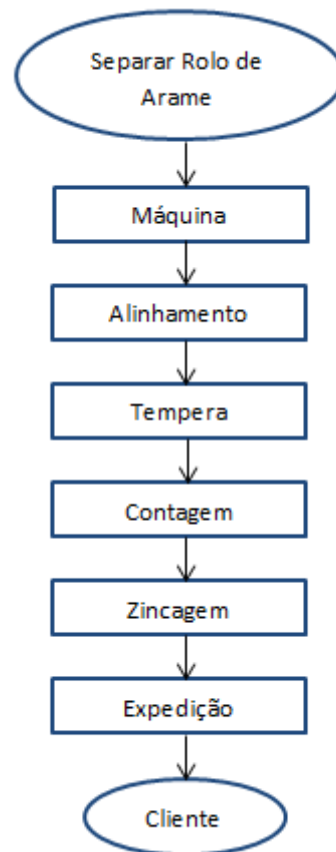 Separar Rolo de
Arame
Máquina
Alinhamento
Tempera
Contagem
Zincagem
Expedição
Cliente